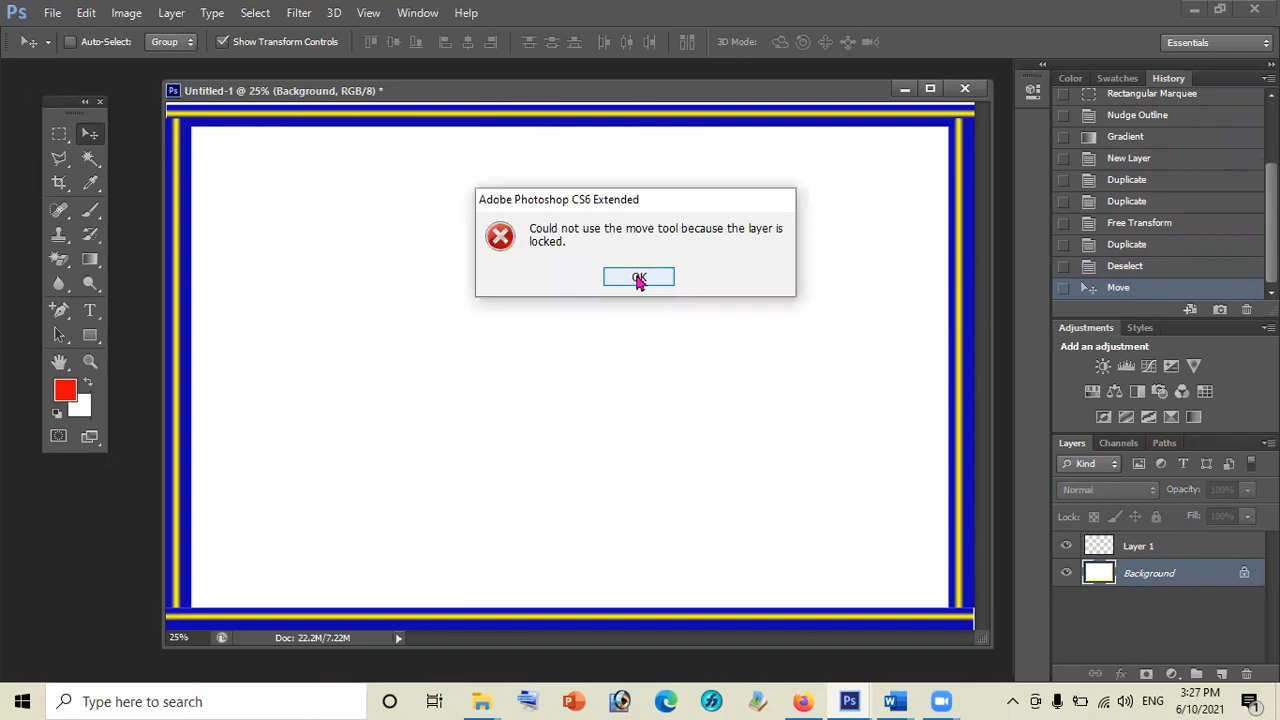 Ps File Edit Image Layer Type Select Filter 3D View Window Help
Auto-Select: Group Show Transform Controls 3D Mode: Essentials
Ps Untitled-1 @ 25% (Background, RGB/8) *
Color Swatches History
Rectangular Marquee
Nudge Outline
Gradient
New Layer
Duplicate
Duplicate
Free Transform
Duplicate
Deselect
Move
Adobe Photoshop CS6 Extended
Could not use the move tool because the layer is
locked.
OK
Adjustments Styles
Add an adjustment
Layers Channels Paths
Kind
Normal Opacity: 100%
Lock: Fill: 100%
Layer 1
Background
25% Doc: 22.2M/7.22M
Type here to search
Ps
ENG
3:27 PM
6/10/2021